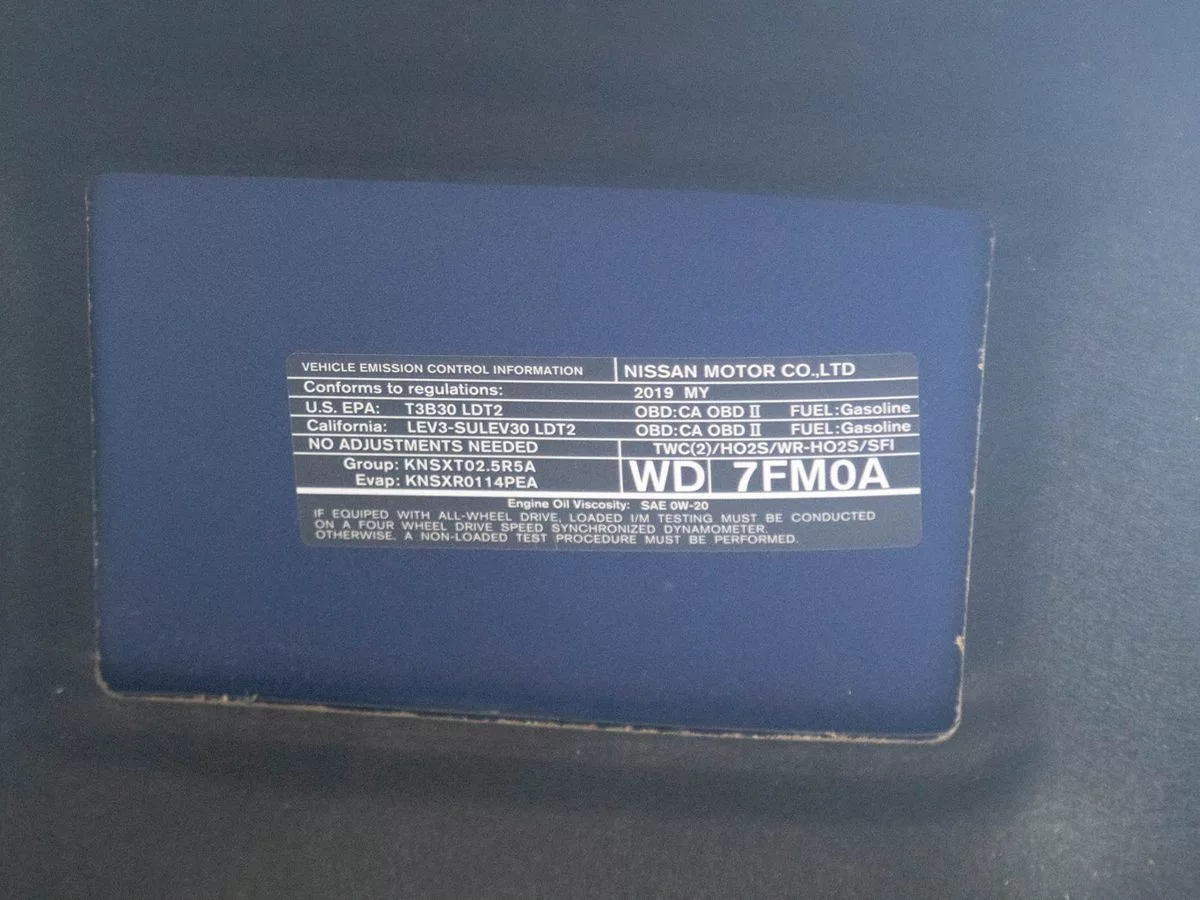 VEHICLE EMISSION CONTROL INFORMATION NISSAN MOTOR CO.,LTD
Conforms to regulations: 2019 MY
U.S. EPA: T3B30 LDT2 OBD:CA OBD II FUEL:Gasoline
California: LEV3-SULEV30 LDT2 OBD:CA OBD II FUEL:Gasoline
NO ADJUSTMENTS NEEDED TWC(2)/HO2S/WR-HO2S/SFI
Group: KNSXT02.5R5A
Evap: KNSXR0114PEA
WD 7FM0A
Engine Oil Viscosity: SAE 0W-20
IF EQUIPED WITH ALL-WHEEL DRIVE, LOADED I/M TESTING MUST BE CONDUCTED
ON A FOUR WHEEL DRIVE SPEED SYNCHRONIZED DYNAMOMETER.
OTHERWISE. A NON-LOADED TEST PROCEDURE MUST BE PERFORMED.